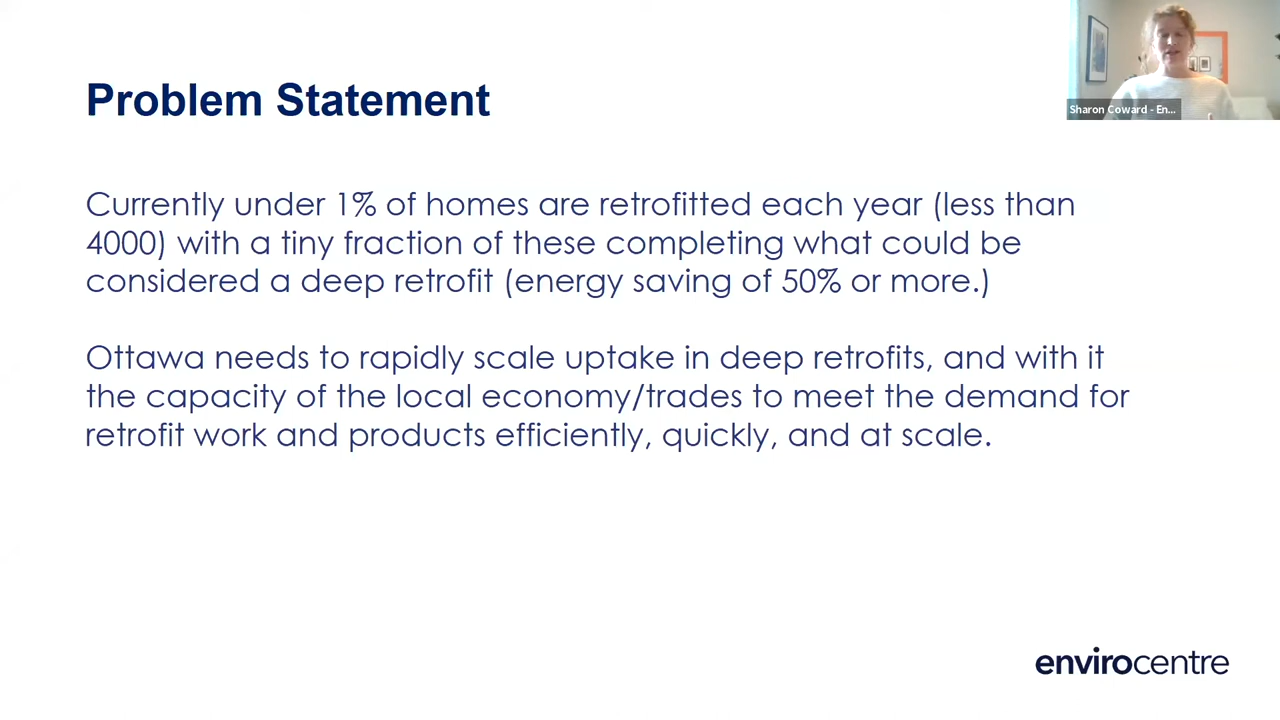 Problem Statement
Sharon Coward - En...
Currently under 1% of homes are retrofitted each year (less than
4000) with a tiny fraction of these completing what could be
considered a deep retrofit (energy saving of 50% or more.)
Ottawa needs to rapidly scale uptake in deep retrofits, and with it
the capacity of the local economy/trades to meet the demand for
retrofit work and products efficiently, quickly, and at scale.
envirocentre